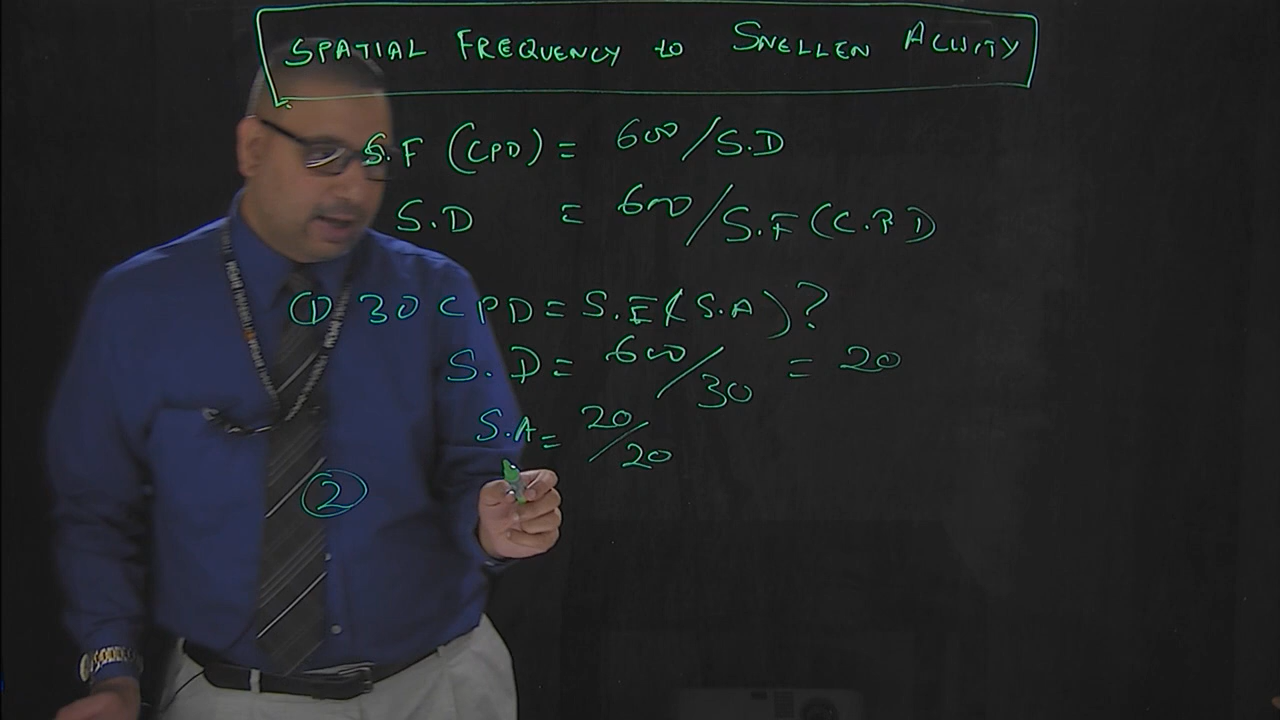 SPATIAL FREQUENCY to SNELLEN ACUITY
S.F (CPD) = 600/S.D
S.D = 600/S.F(C.P.D)
① 30 CPD = S.E(S.A)?
S.D = 600/30 = 20
S.A = 20/20
②